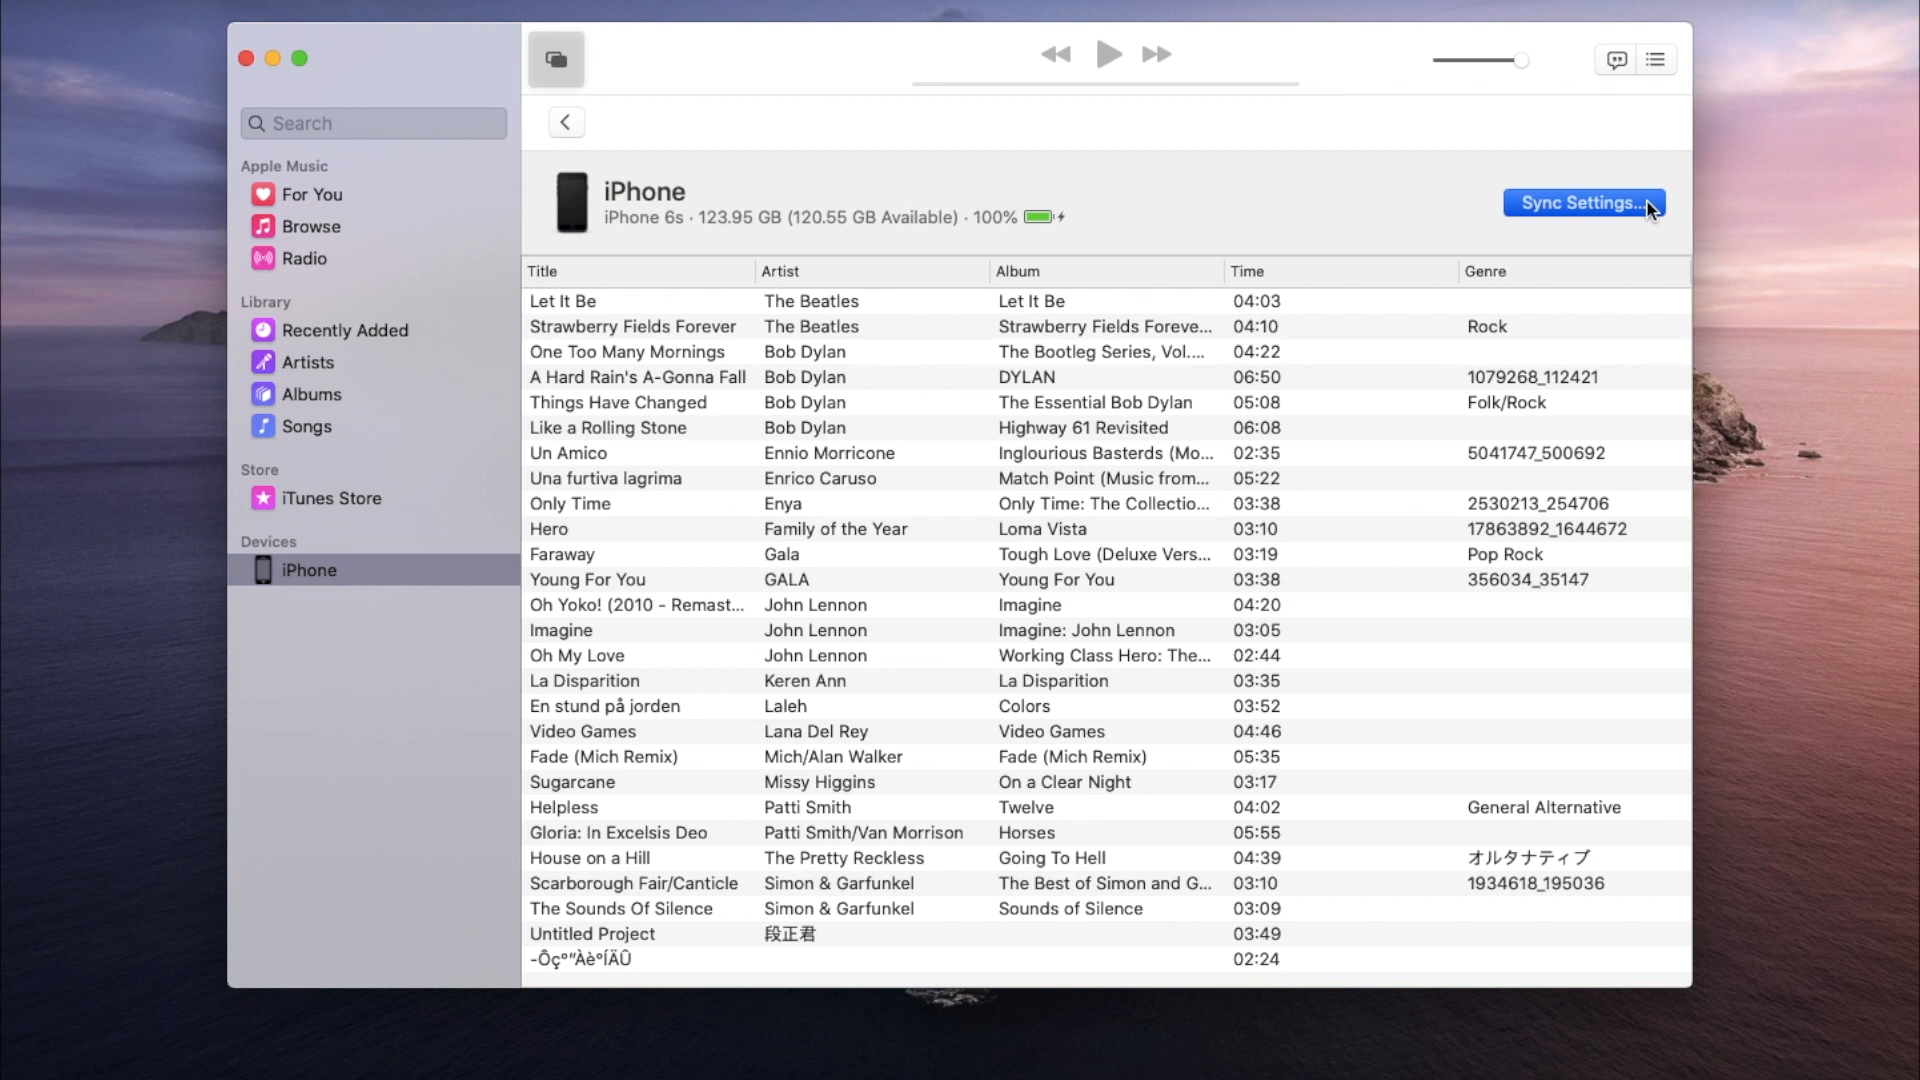 Search
Apple Music
For You
Browse
Radio
Library
Recently Added
Artists
Albums
Songs
Store
iTunes Store
Devices
iPhone
iPhone
iPhone 6s · 123.95 GB (120.55 GB Available) · 100%
Sync Settings...
Title Artist Album Time Genre
Let It Be The Beatles Let It Be 04:03
Strawberry Fields Forever The Beatles Strawberry Fields Foreve... 04:10 Rock
One Too Many Mornings Bob Dylan The Bootleg Series, Vol.... 04:22
A Hard Rain's A-Gonna Fall Bob Dylan DYLAN 06:50 1079268_112421
Things Have Changed Bob Dylan The Essential Bob Dylan 05:08 Folk/Rock
Like a Rolling Stone Bob Dylan Highway 61 Revisited 06:08
Un Amico Ennio Morricone Inglourious Basterds (Mo... 02:35 5041747_500692
Una furtiva lagrima Enrico Caruso Match Point (Music from... 05:22
Only Time Enya Only Time: The Collectio... 03:38 2530213_254706
Hero Family of the Year Loma Vista 03:10 17863892_1644672
Faraway Gala Tough Love (Deluxe Vers... 03:19 Pop Rock
Young For You GALA Young For You 03:38 356034_35147
Oh Yoko! (2010 - Remast... John Lennon Imagine 04:20
Imagine John Lennon Imagine: John Lennon 03:05
Oh My Love John Lennon Working Class Hero: The... 02:44
La Disparition Keren Ann La Disparition 03:35
En stund på jorden Laleh Colors 03:52
Video Games Lana Del Rey Video Games 04:46
Fade (Mich Remix) Mich/Alan Walker Fade (Mich Remix) 05:35
Sugarcane Missy Higgins On a Clear Night 03:17
Helpless Patti Smith Twelve 04:02 General Alternative
Gloria: In Excelsis Deo Patti Smith/Van Morrison Horses 05:55
House on a Hill The Pretty Reckless Going To Hell 04:39 オルタナティブ
Scarborough Fair/Canticle Simon & Garfunkel The Best of Simon and G... 03:10 1934618_195036
The Sounds Of Silence Simon & Garfunkel Sounds of Silence 03:09
Untitled Project 段正君 03:49
-Ôçº“Àè°ÍÄÛ 02:24